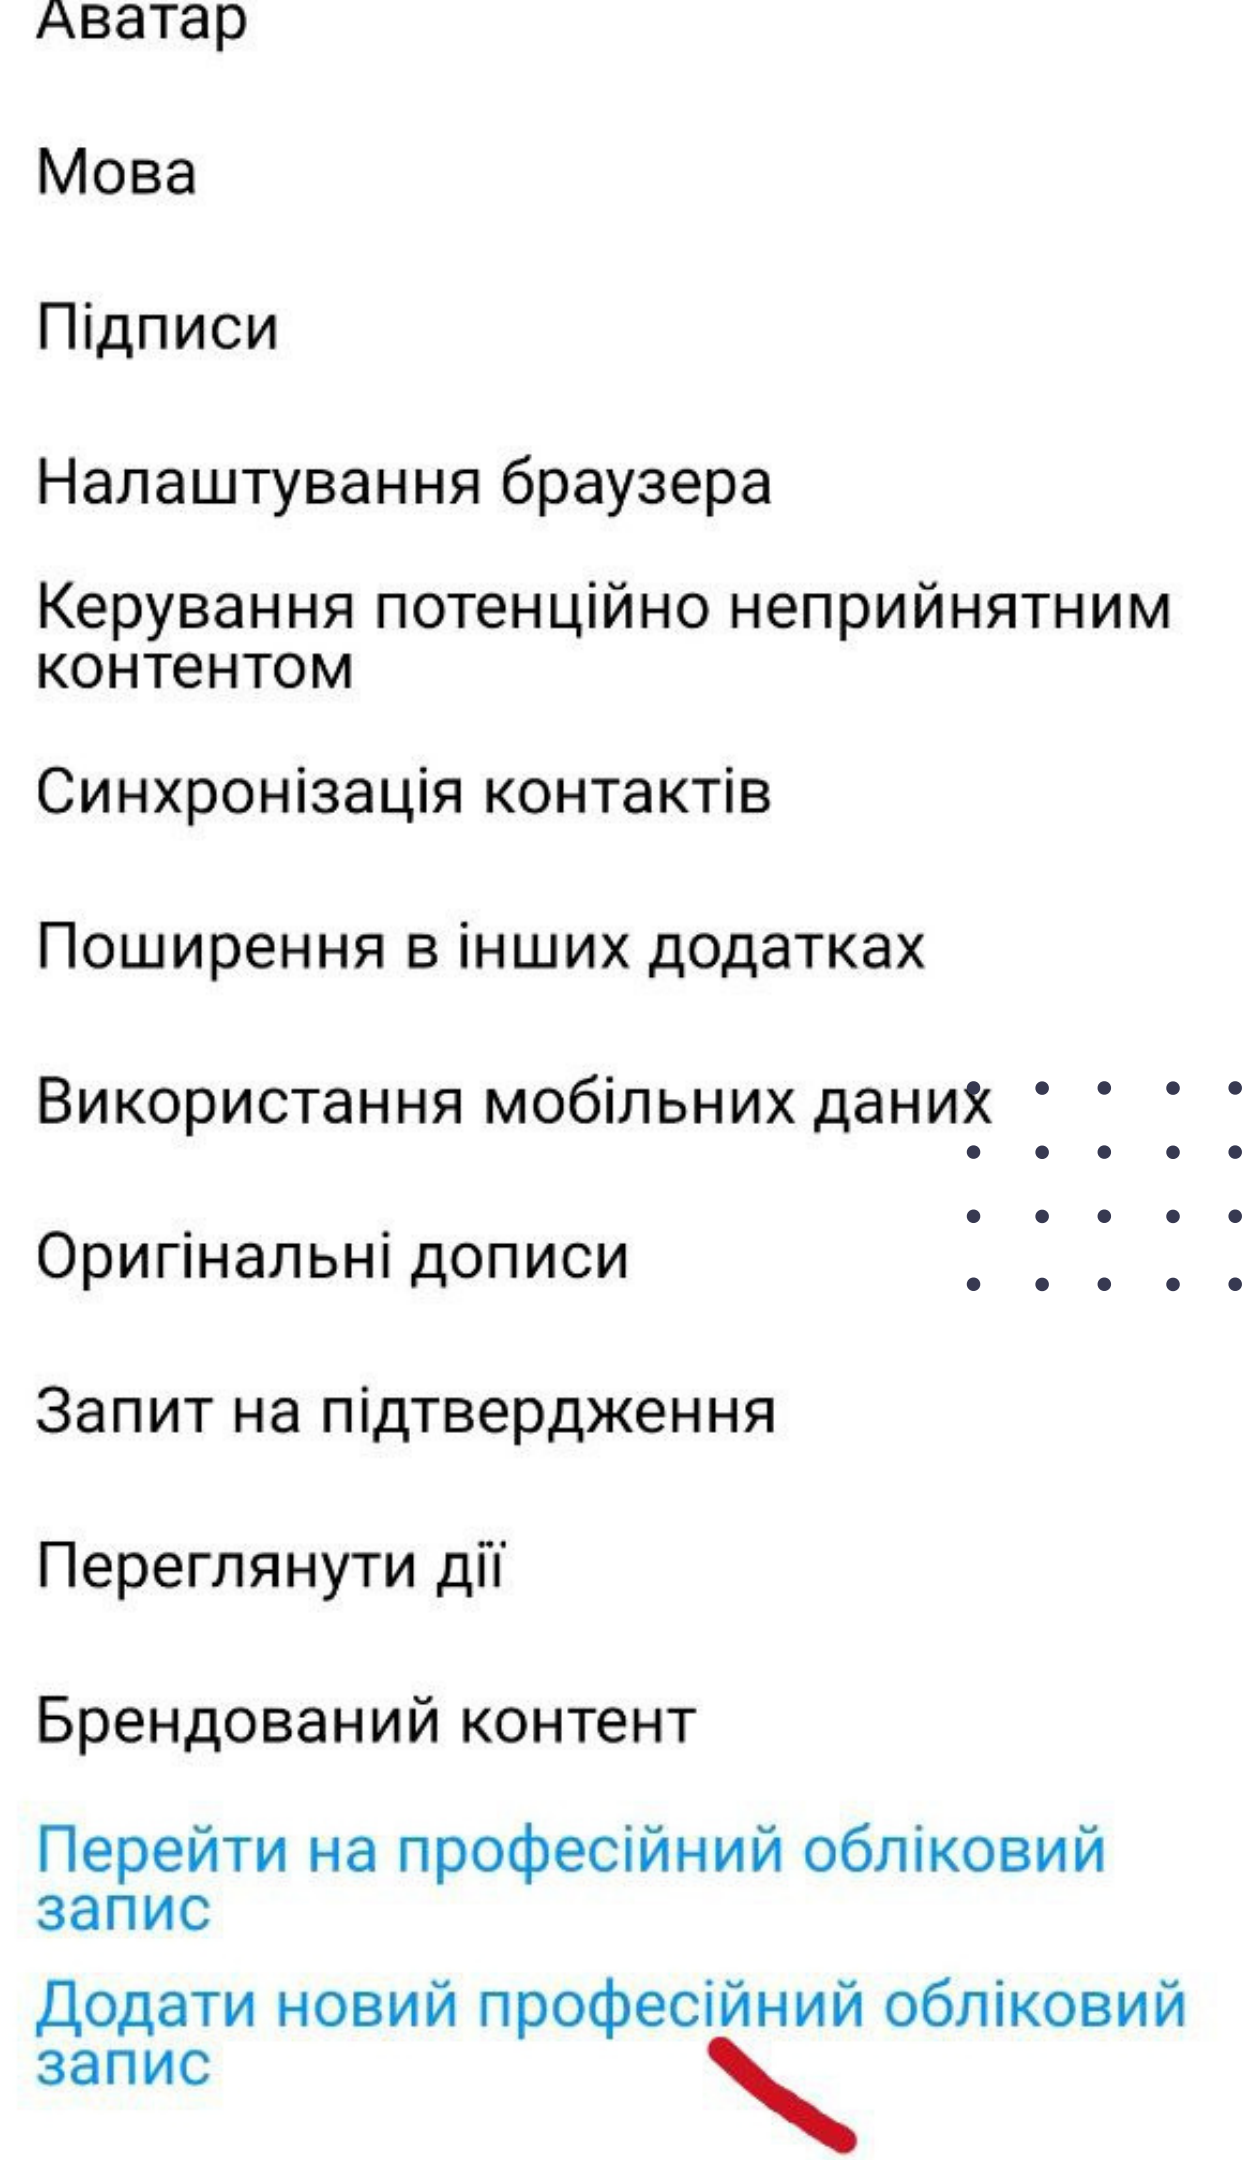 Аватар
Мова
Підписи
Налаштування браузера
Керування потенційно неприйнятним
контентом
Синхронізація контактів
Поширення в інших додатках
Використання мобільних даних
Оригінальні дописи
Запит на підтвердження
Переглянути дії
Брендований контент
Перейти на професійний обліковий
запис
Додати новий професійний обліковий
запис